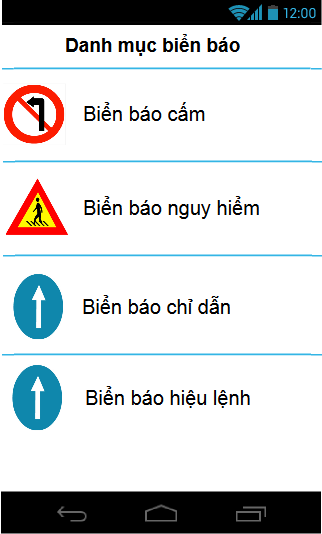 12:00
Danh mục biển báo
Biển báo cấm
Biển báo nguy hiểm
Biển báo chỉ dẫn
Biển báo hiệu lệnh